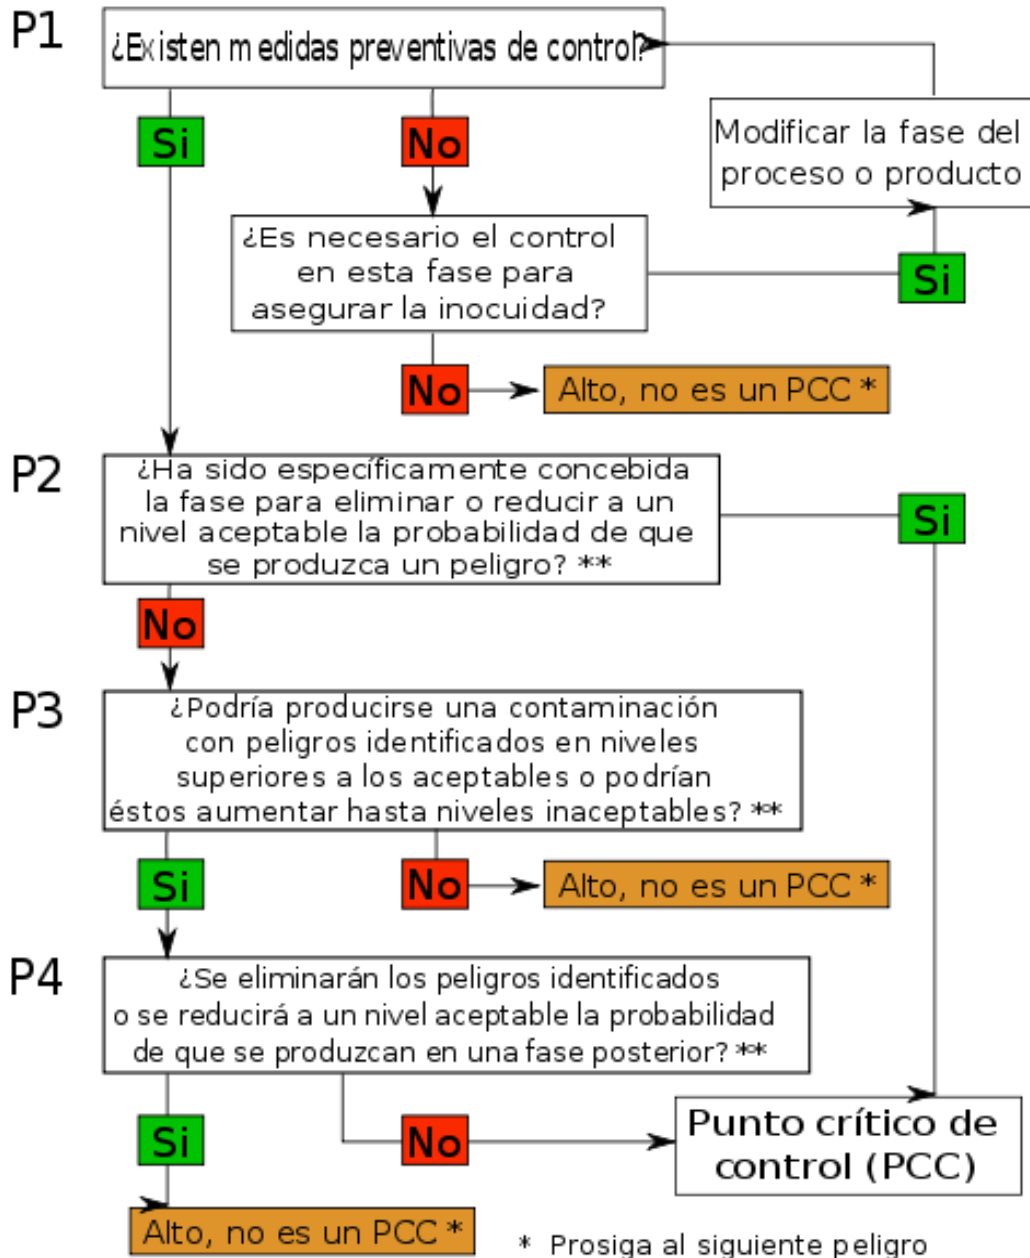 P1
¿Existen medidas preventivas de control?
Si
No
Modificar la fase del
proceso o producto
¿Es necesario el control
en esta fase para
asegurar la inocuidad?
Si
No
Alto, no es un PCC *
P2
¿Ha sido específicamente concebida
la fase para eliminar o reducir a un
nivel aceptable la probabilidad de que
se produzca un peligro? **
Si
No
P3
¿Podría producirse una contaminación
con peligros identificados en niveles
superiores a los aceptables o podrían
éstos aumentar hasta niveles inaceptables? **
Si
No
Alto, no es un PCC *
P4
¿Se eliminarán los peligros identificados
o se reducirá a un nivel aceptable la probabilidad
de que se produzcan en una fase posterior? **
Si
No
Punto crítico de
control (PCC)
Alto, no es un PCC *
* Prosiga al siguiente peligro